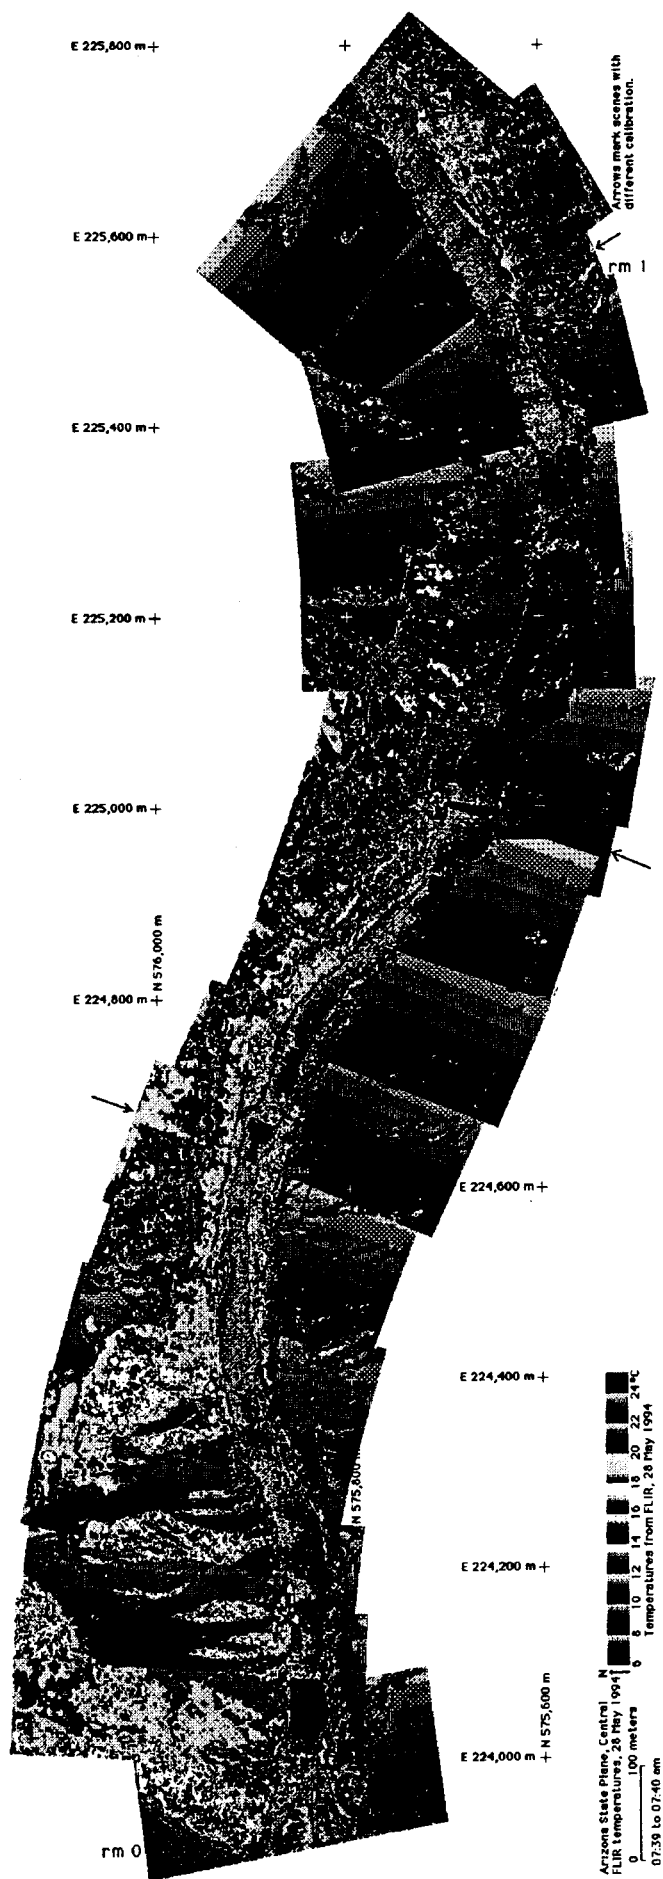 E 225,800 m +
Arrows mark scenes with
different calibration.
E 225,600 m +
rm 1
E 225,400 m +
E 225,200 m +
E 225,000 m +
N 576,000 m
E 224,800 m +
E 224,600 m +
E 224,400 m +
N 575,800 m
E 224,200 m +
N 575,600 m
E 224,000 m +
rm 0
Arizona State Plane, Central N
FLIR temperatures, 28 May 1994
0 100 meters
07:39 to 07:40 am
6 8 10 12 14 16 18 20 22 24 °C
Temperatures from FLIR, 28 May 1994